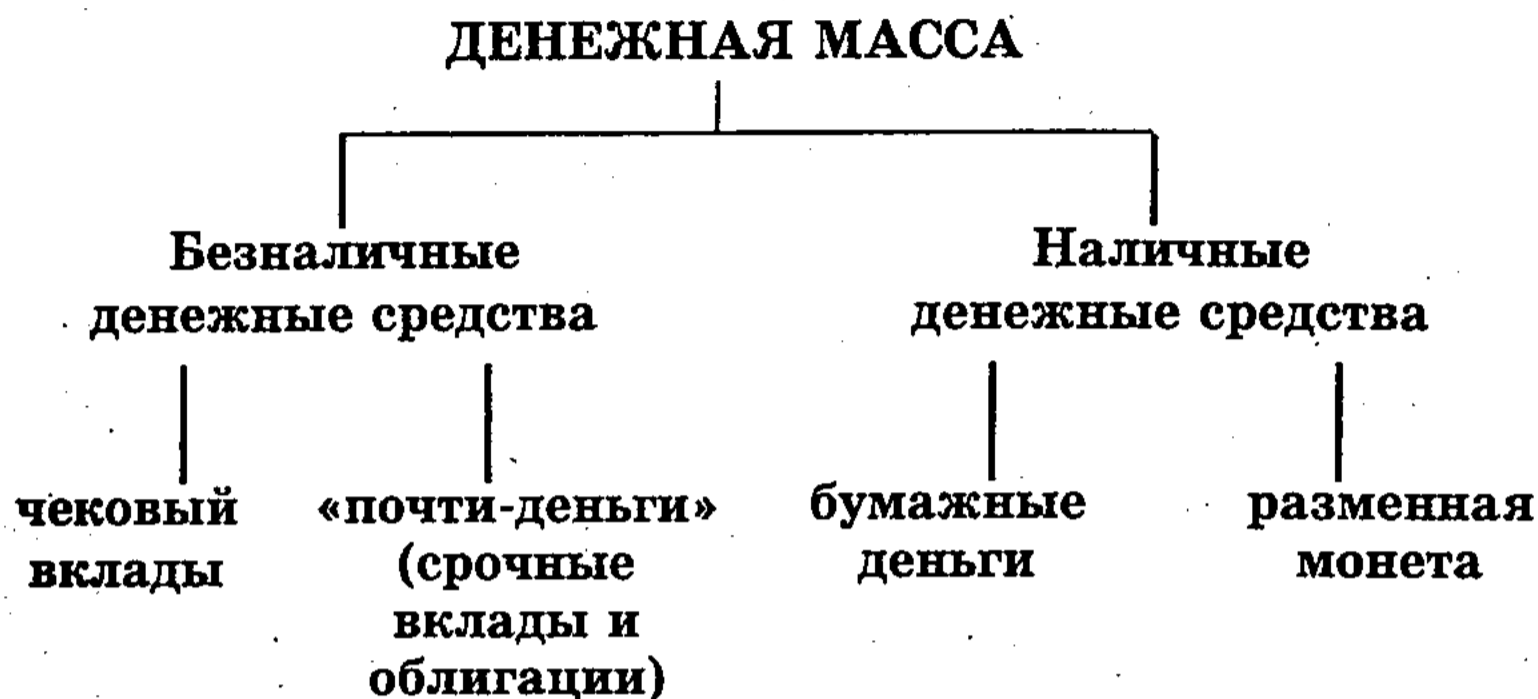 ДЕНЕЖНАЯ МАССА
Безналичные
денежные средства
Наличные
денежные средства
чековый
вклады
«почти-деньги»
(срочные
вклады и
облигации)
бумажные
деньги
разменная
монета